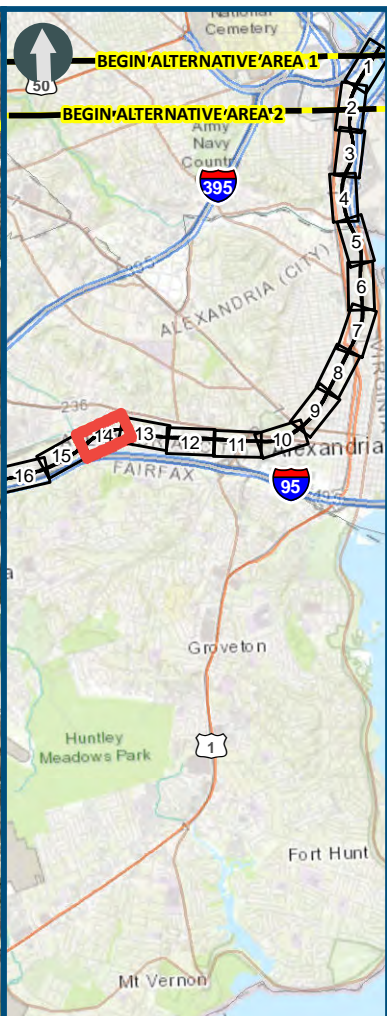 National
Cemetery
BEGIN ALTERNATIVE AREA 1
50
BEGIN ALTERNATIVE AREA 2
Army
Navy
Country
395
395
ALEXANDRIA (CITY)
VIRGINIA
1
2
3
4
5
6
7
8
9
10
11
12
13
14
15
16
236
Alexandria
FAIRFAX
95
495
Groveton
Huntley
Meadows Park
1
Fort Hunt
Mt Vernon